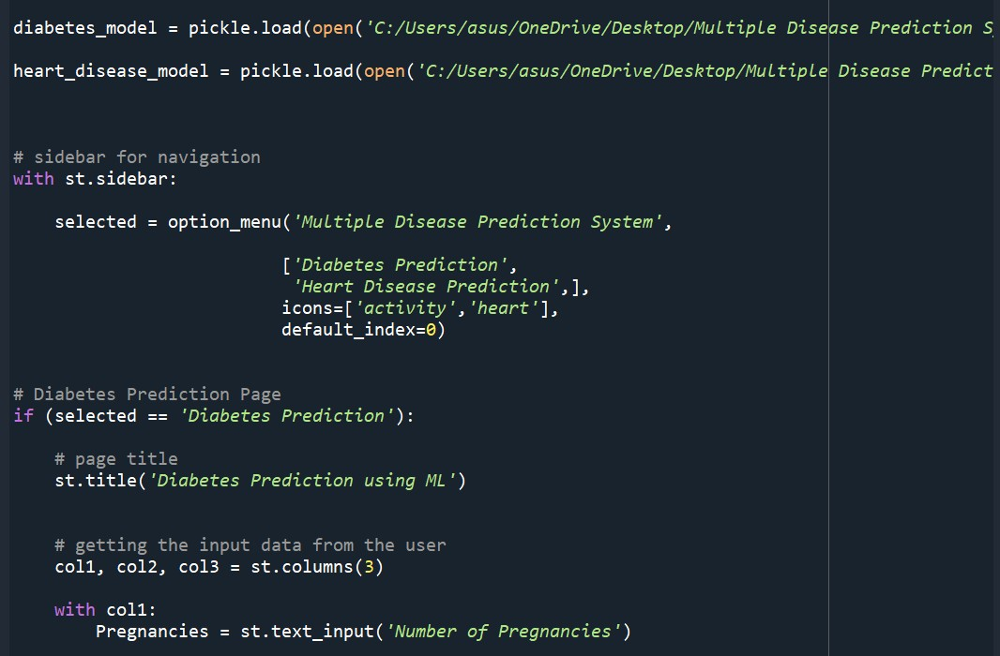 diabetes_model = pickle.load(open('C:/Users/asus/OneDrive/Desktop/Multiple Disease Prediction S
heart_disease_model = pickle.load(open('C:/Users/asus/OneDrive/Desktop/Multiple Disease Predict
# sidebar for navigation
with st.sidebar:
    selected = option_menu('Multiple Disease Prediction System',
                          ['Diabetes Prediction',
                           'Heart Disease Prediction',],
                          icons=['activity','heart'],
                          default_index=0)
# Diabetes Prediction Page
if (selected == 'Diabetes Prediction'):
    # page title
    st.title('Diabetes Prediction using ML')
    # getting the input data from the user
    col1, col2, col3 = st.columns(3)
    with col1:
        Pregnancies = st.text_input('Number of Pregnancies')